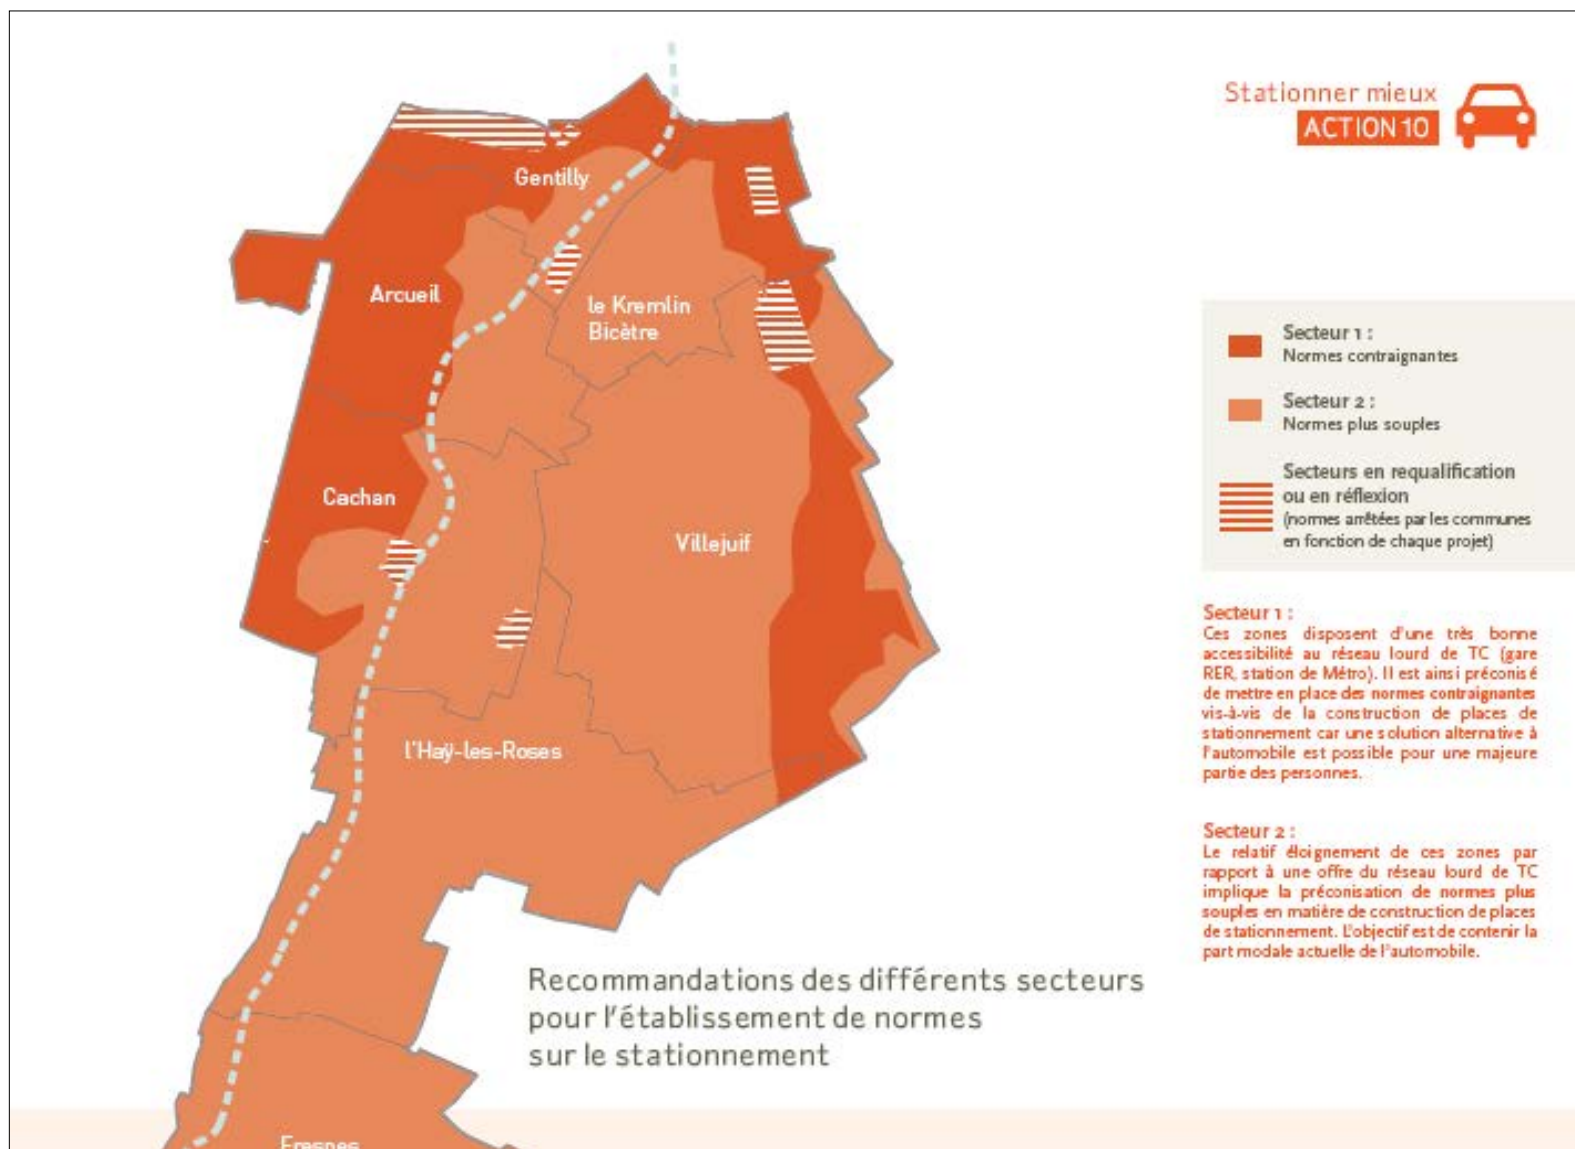 Stationner mieux
ACTION 10
Gentilly
Arcueil
le Kremlin
Bicètre
Cachan
Villejuif
l'Haÿ-les-Roses
Fresnes
Secteur 1 :
Normes contraignantes
Secteur 2 :
Normes plus souples
Secteurs en requalification
ou en réflexion
(normes arrêtées par les communes
en fonction de chaque projet)
Secteur 1 :
Ces zones disposent d'une très bonne
accessibilité au réseau lourd de TC (gare
RER, station de Métro). Il est ainsi préconisé
de mettre en place des normes contraignantes
vis-à-vis de la construction de places de
stationnement car une solution alternative à
l'automobile est possible pour une majeure
partie des personnes.
Secteur 2 :
Le relatif éloignement de ces zones par
rapport à une offre du réseau lourd de TC
implique la préconisation de normes plus
souples en matière de construction de places
de stationnement. L'objectif est de contenir la
part modale actuelle de l'automobile.
Recommandations des différents secteurs
pour l'établissement de normes
sur le stationnement